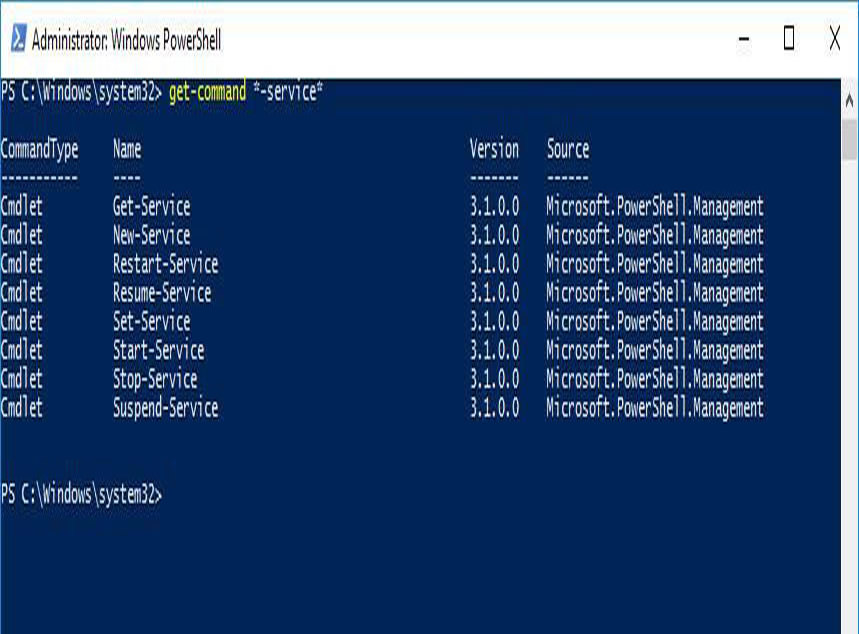 Administrator: Windows PowerShell
PS C:\Windows\system32> get-command *-service*
CommandType Name Version Source
----------- ---- ------- ------
Cmdlet Get-Service 3.1.0.0 Microsoft.PowerShell.Management
Cmdlet New-Service 3.1.0.0 Microsoft.PowerShell.Management
Cmdlet Restart-Service 3.1.0.0 Microsoft.PowerShell.Management
Cmdlet Resume-Service 3.1.0.0 Microsoft.PowerShell.Management
Cmdlet Set-Service 3.1.0.0 Microsoft.PowerShell.Management
Cmdlet Start-Service 3.1.0.0 Microsoft.PowerShell.Management
Cmdlet Stop-Service 3.1.0.0 Microsoft.PowerShell.Management
Cmdlet Suspend-Service 3.1.0.0 Microsoft.PowerShell.Management
PS C:\Windows\system32>